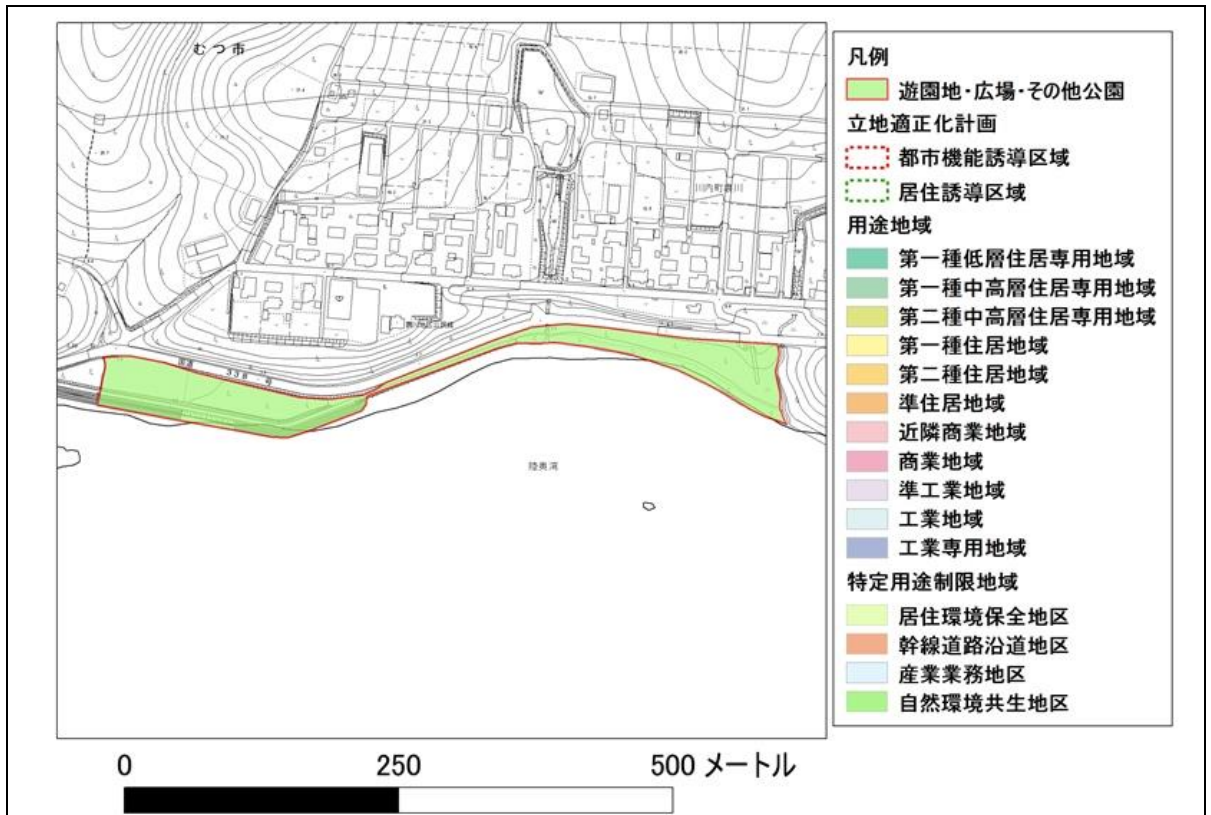 むつ市
陸奥湾
凡例
遊園地・広場・その他公園
立地適正化計画
都市機能誘導区域
居住誘導区域
用途地域
第一種低層住居専用地域
第一種中高層住居専用地域
第二種中高層住居専用地域
第一種住居地域
第二種住居地域
準住居地域
近隣商業地域
商業地域
準工業地域
工業地域
工業専用地域
特定用途制限地域
居住環境保全地区
幹線道路沿道地区
産業業務地区
自然環境共生地区
0 250 500 メートル